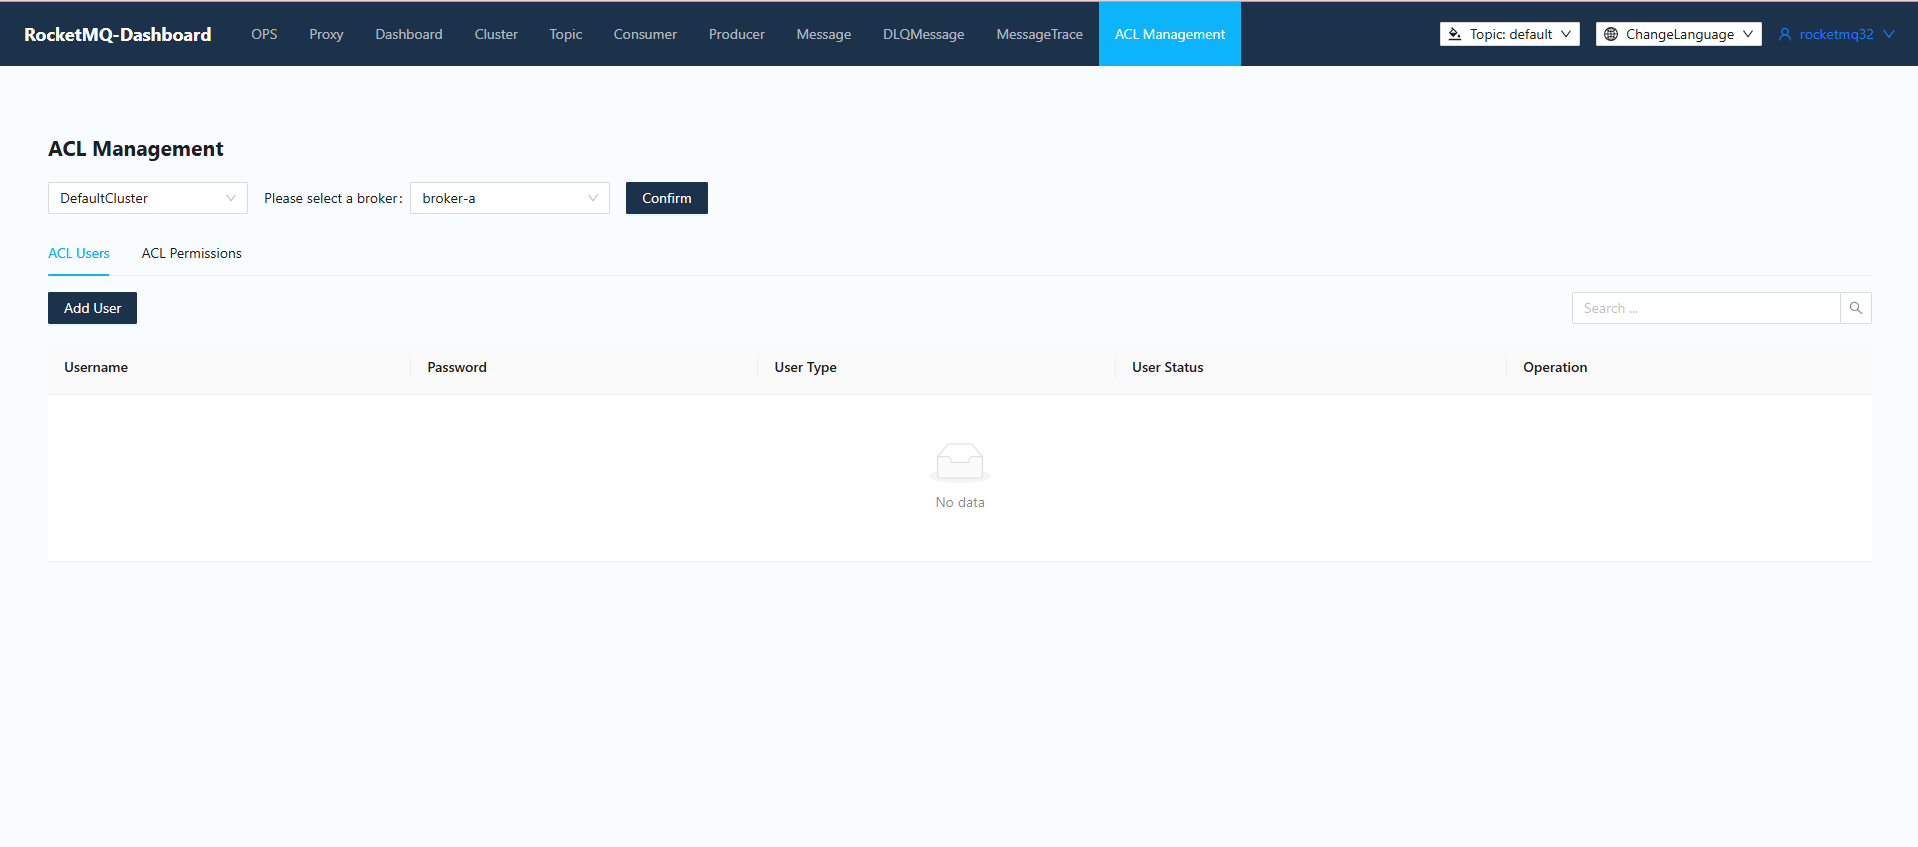 RocketMQ-Dashboard OPS Proxy Dashboard Cluster Topic Consumer Producer Message DLQMessage MessageTrace ACL Management Topic: default ChangeLanguage rocketmq32
ACL Management
DefaultCluster Please select a broker: broker-a Confirm
ACL Users ACL Permissions
Add User Search ...
Username Password User Type User Status Operation
No data